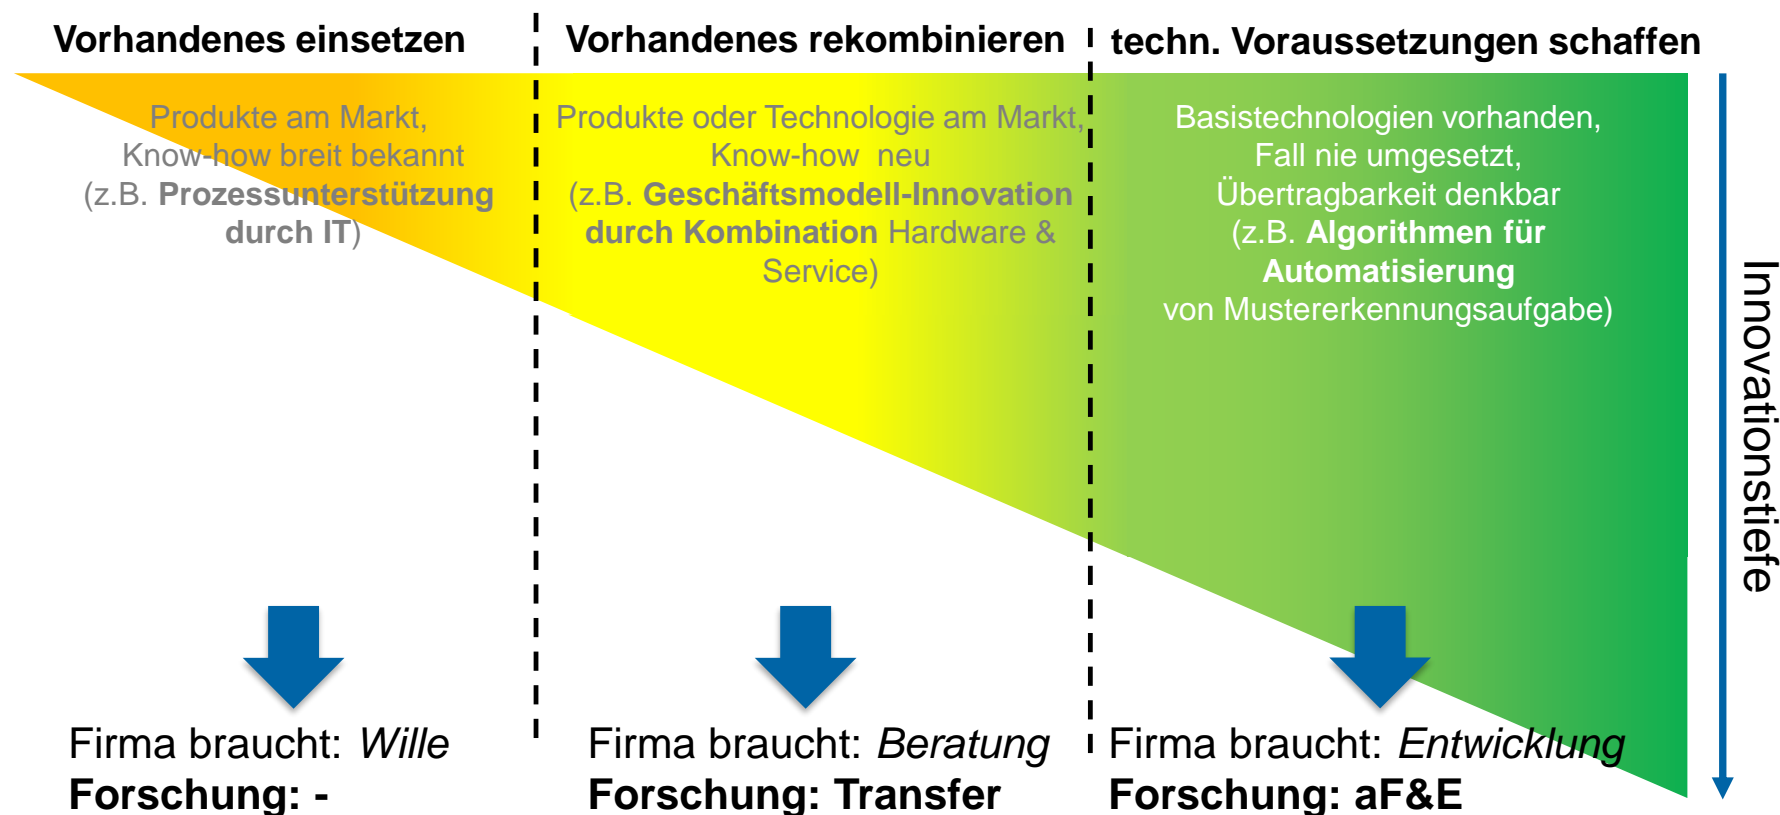 Vorhandenes einsetzen
Produkte am Markt,
Know-how breit bekannt
(z.B. Prozessunterstützung
durch IT)
Firma braucht: Wille
Forschung: -
Vorhandenes rekombinieren
Produkte oder Technologie am Markt,
Know-how neu
(z.B. Geschäftsmodell-Innovation
durch Kombination Hardware &
Service)
Firma braucht: Beratung
Forschung: Transfer
techn. Voraussetzungen schaffen
Basistechnologien vorhanden,
Fall nie umgesetzt,
Übertragbarkeit denkbar
(z.B. Algorithmen für
Automatisierung
von Mustererkennungsaufgabe)
Firma braucht: Entwicklung
Forschung: aF&E
Innovationstiefe